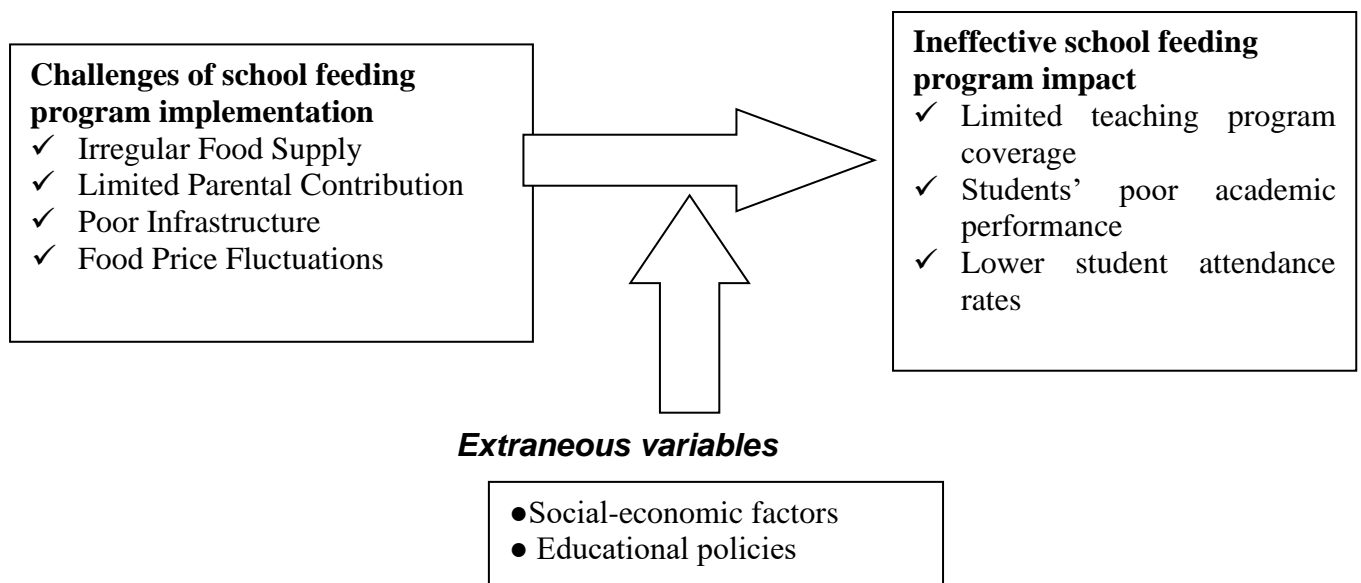 Challenges of school feeding
program implementation
✓ Irregular Food Supply
✓ Limited Parental Contribution
✓ Poor Infrastructure
✓ Food Price Fluctuations
Ineffective school feeding
program impact
✓ Limited teaching program
coverage
✓ Students’ poor academic
performance
✓ Lower student attendance
rates
Extraneous variables
●Social-economic factors
● Educational policies